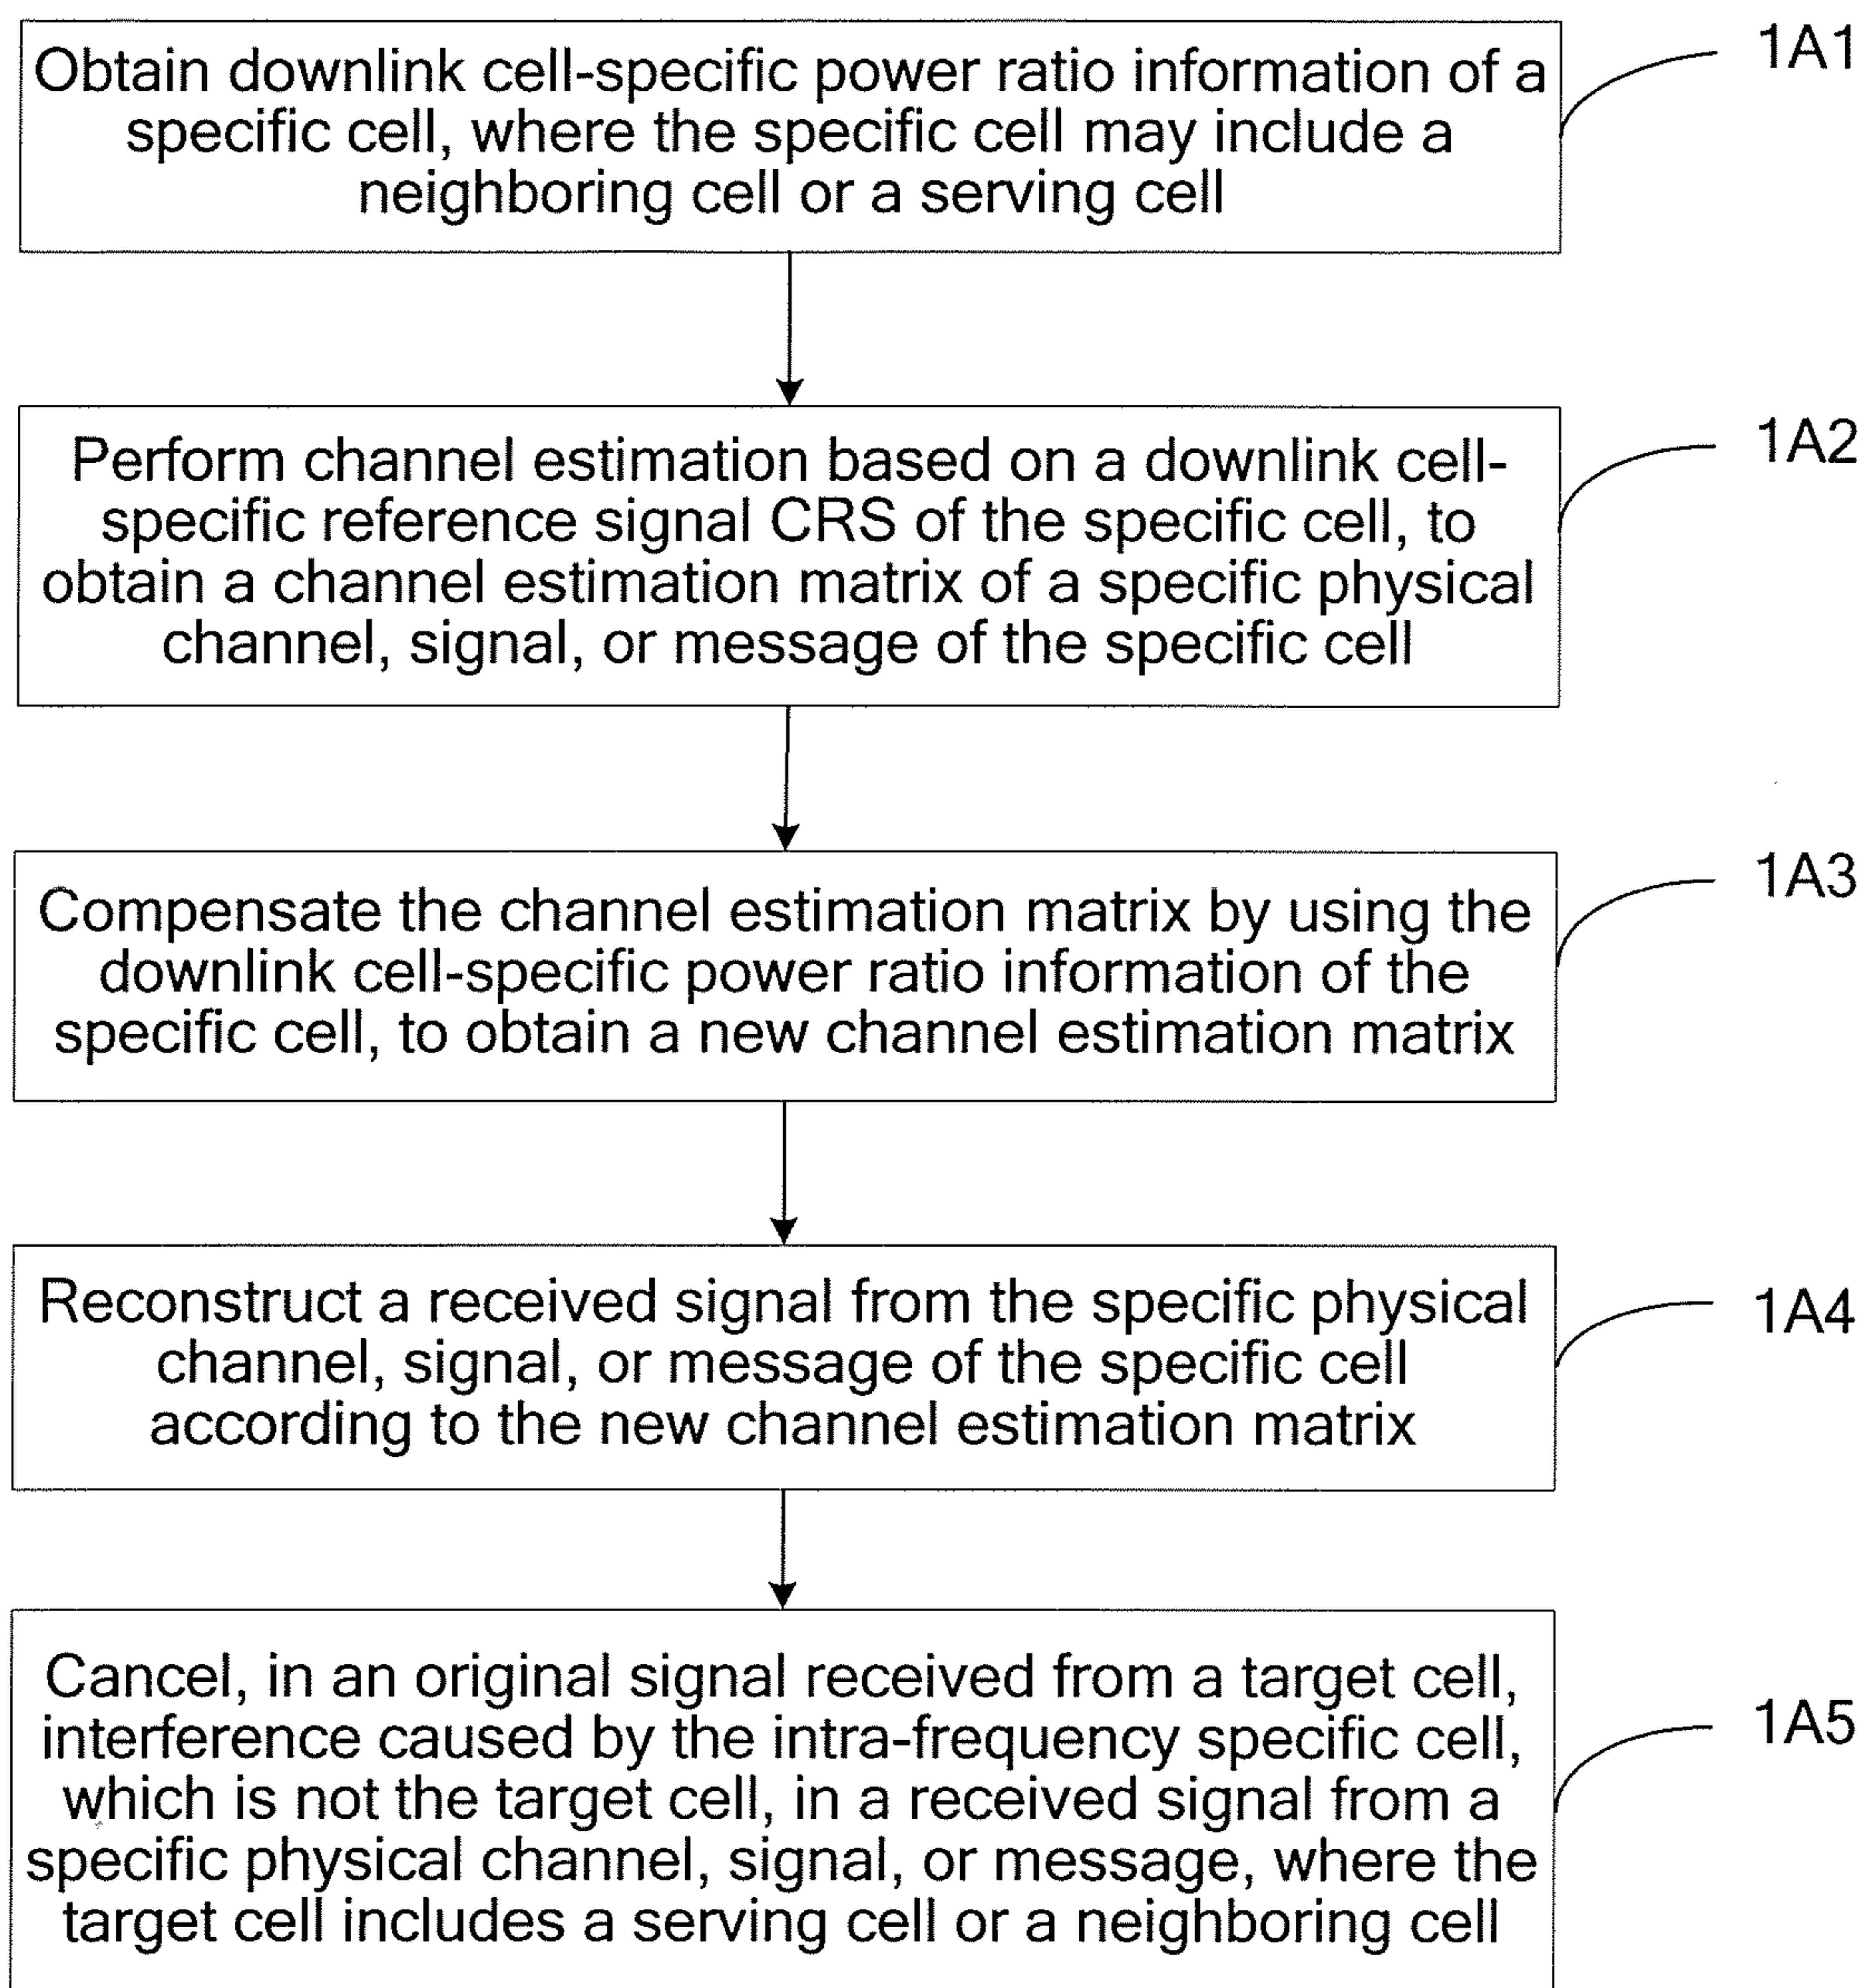 Obtain downlink cell-specific power ratio information of a
specific cell, where the specific cell may include a
neighboring cell or a serving cell
1A1
Perform channel estimation based on a downlink cell-
specific reference signal CRS of the specific cell, to
obtain a channel estimation matrix of a specific physical
channel, signal, or message of the specific cell
1A2
Compensate the channel estimation matrix by using the
downlink cell-specific power ratio information of the
specific cell, to obtain a new channel estimation matrix
1A3
Reconstruct a received signal from the specific physical
channel, signal, or message of the specific cell
according to the new channel estimation matrix
1A4
Cancel, in an original signal received from a target cell,
interference caused by the intra-frequency specific cell,
which is not the target cell, in a received signal from a
specific physical channel, signal, or message, where the
target cell includes a serving cell or a neighboring cell
1A5